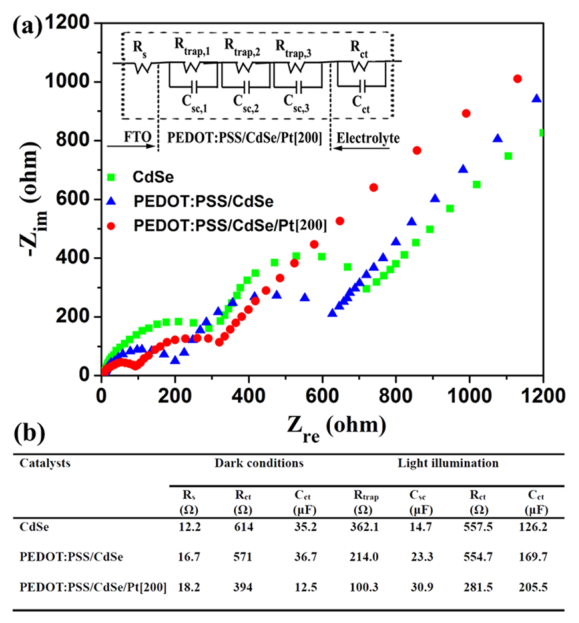 (a)
R_s R_trap,1 R_trap,2 R_trap,3 R_ct
C_sc,1 C_sc,2 C_sc,3 C_ct
FTO PEDOT:PSS/CdSe/Pt[200] Electrolyte
CdSe
PEDOT:PSS/CdSe
PEDOT:PSS/CdSe/Pt[200]
-Z_im (ohm)
1200
1000
800
600
400
200
0
0 200 400 600 800 1000 1200
Z_re (ohm)
(b)
Catalysts Dark conditions Light illumination
R_s R_ct C_ct R_trap C_sc R_ct C_ct
(Ω) (Ω) (μF) (Ω) (μF) (Ω) (μF)
CdSe 12.2 614 35.2 362.1 14.7 557.5 126.2
PEDOT:PSS/CdSe 16.7 571 36.7 214.0 23.3 554.7 169.7
PEDOT:PSS/CdSe/Pt[200] 18.2 394 12.5 100.3 30.9 281.5 205.5